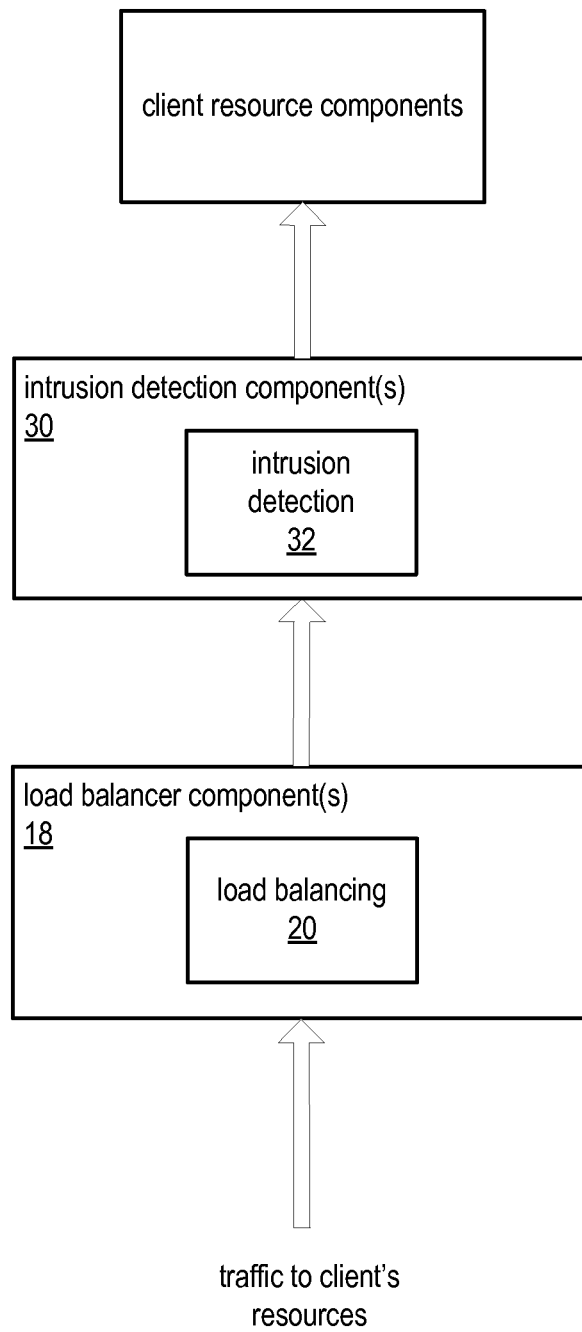 client resource components
intrusion detection component(s)
30
intrusion
detection
32
load balancer component(s)
18
load balancing
20
traffic to client's
resources